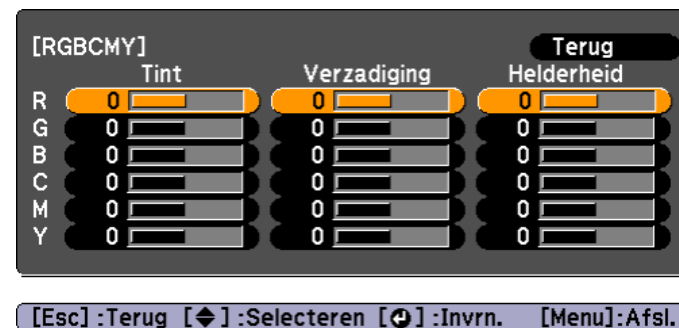 [RGBCMY] Terug
Tint Verzadiging Helderheid
R 0 0 0
G 0 0 0
B 0 0 0
C 0 0 0
M 0 0 0
Y 0 0 0
[Esc] :Terug [◆] :Selecteren [⏎] :Invrn. [Menu]:Afsl.